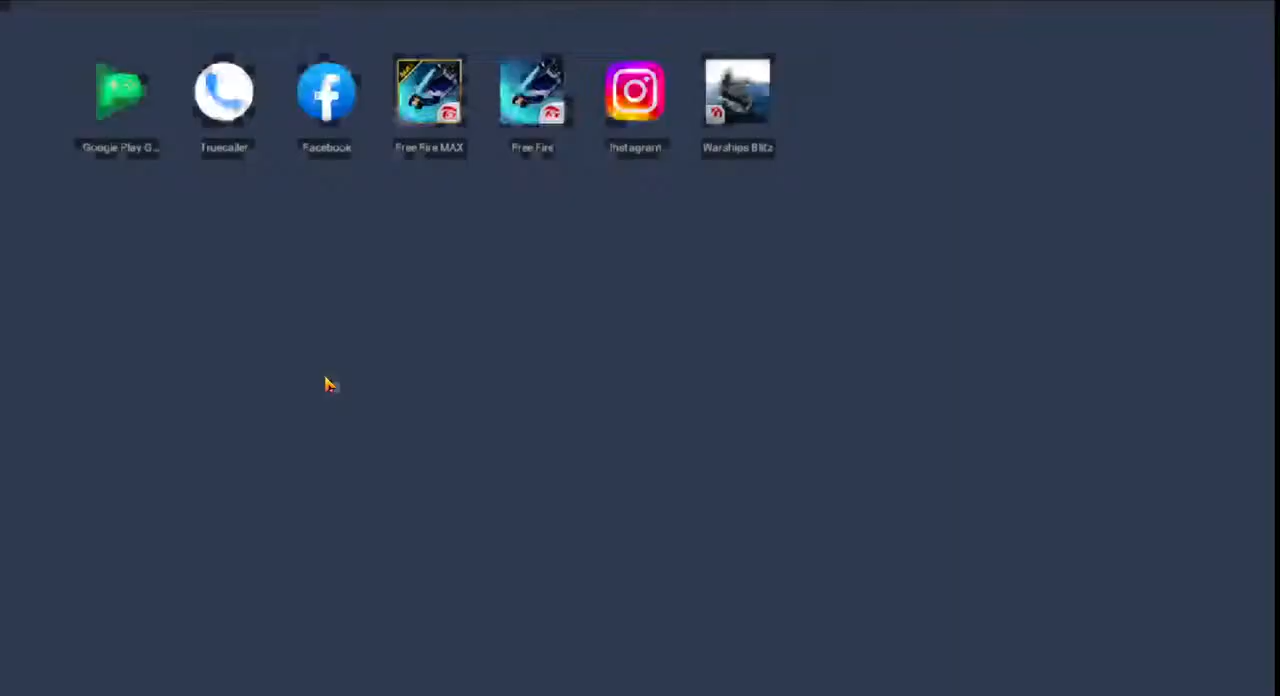 Google Play G...
Truecaller
Facebook
Free Fire MAX
Free Fire
Instagram
Warships Blitz